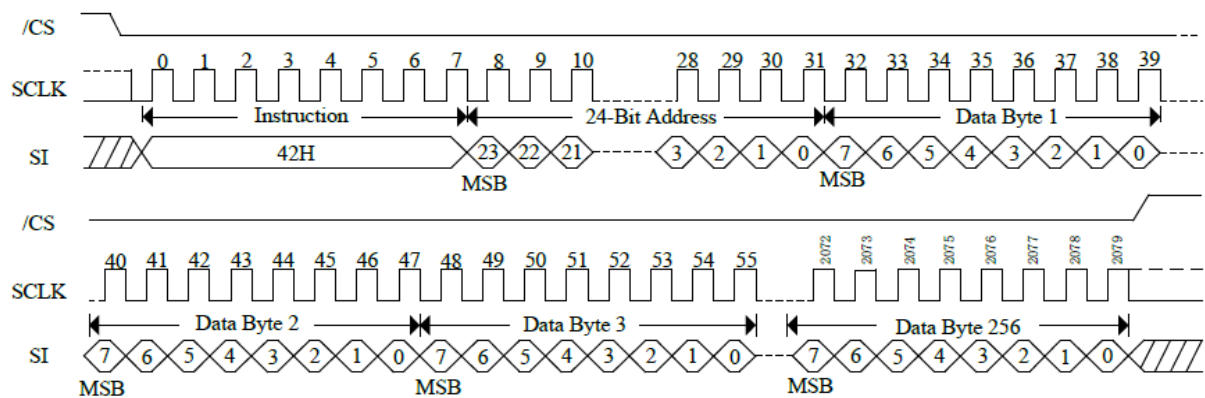 /CS
0 1 2 3 4 5 6 7 8 9 10 28 29 30 31 32 33 34 35 36 37 38 39
SCLK
Instruction 24-Bit Address Data Byte 1
SI 42H 23 22 21 3 2 1 0 7 6 5 4 3 2 1 0
MSB MSB
/CS
40 41 42 43 44 45 46 47 48 49 50 51 52 53 54 55 2072 2073 2074 2075 2076 2077 2078 2079
SCLK
Data Byte 2 Data Byte 3 Data Byte 256
SI 7 6 5 4 3 2 1 0 7 6 5 4 3 2 1 0 7 6 5 4 3 2 1 0
MSB MSB MSB